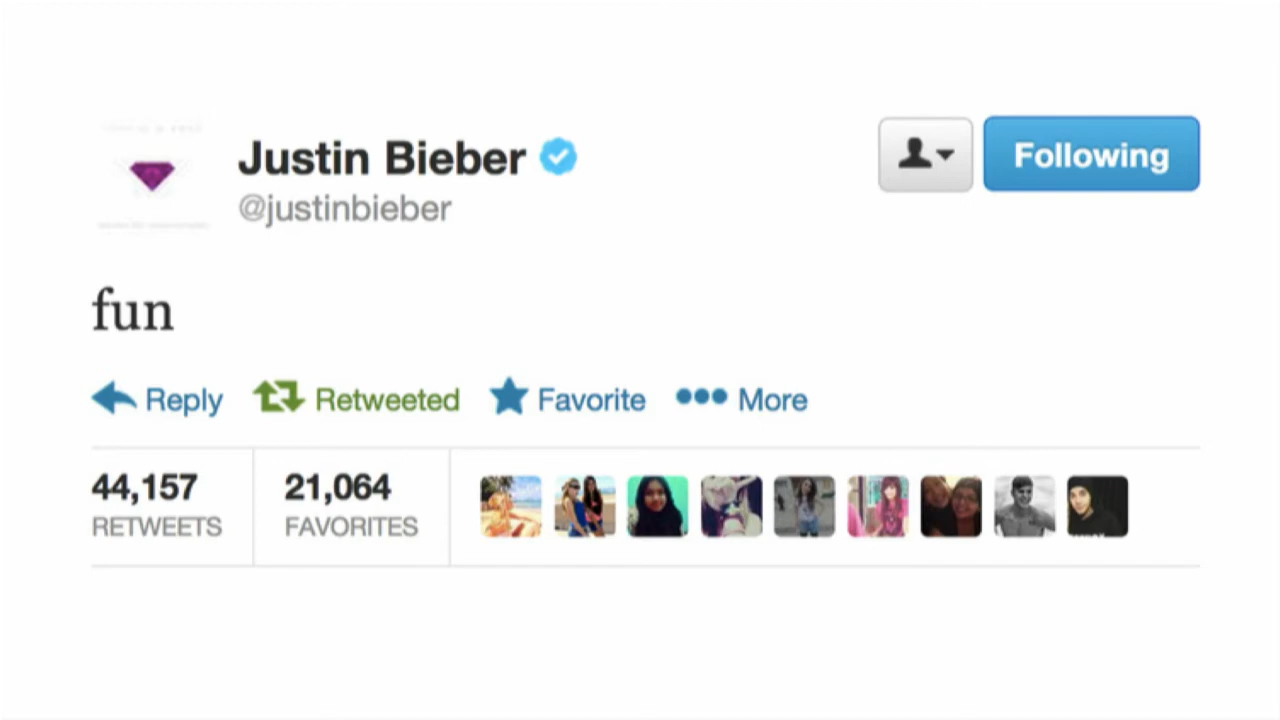 Justin Bieber
@justinbieber
Following
fun
Reply Retweeted Favorite More
44,157 21,064
RETWEETS FAVORITES